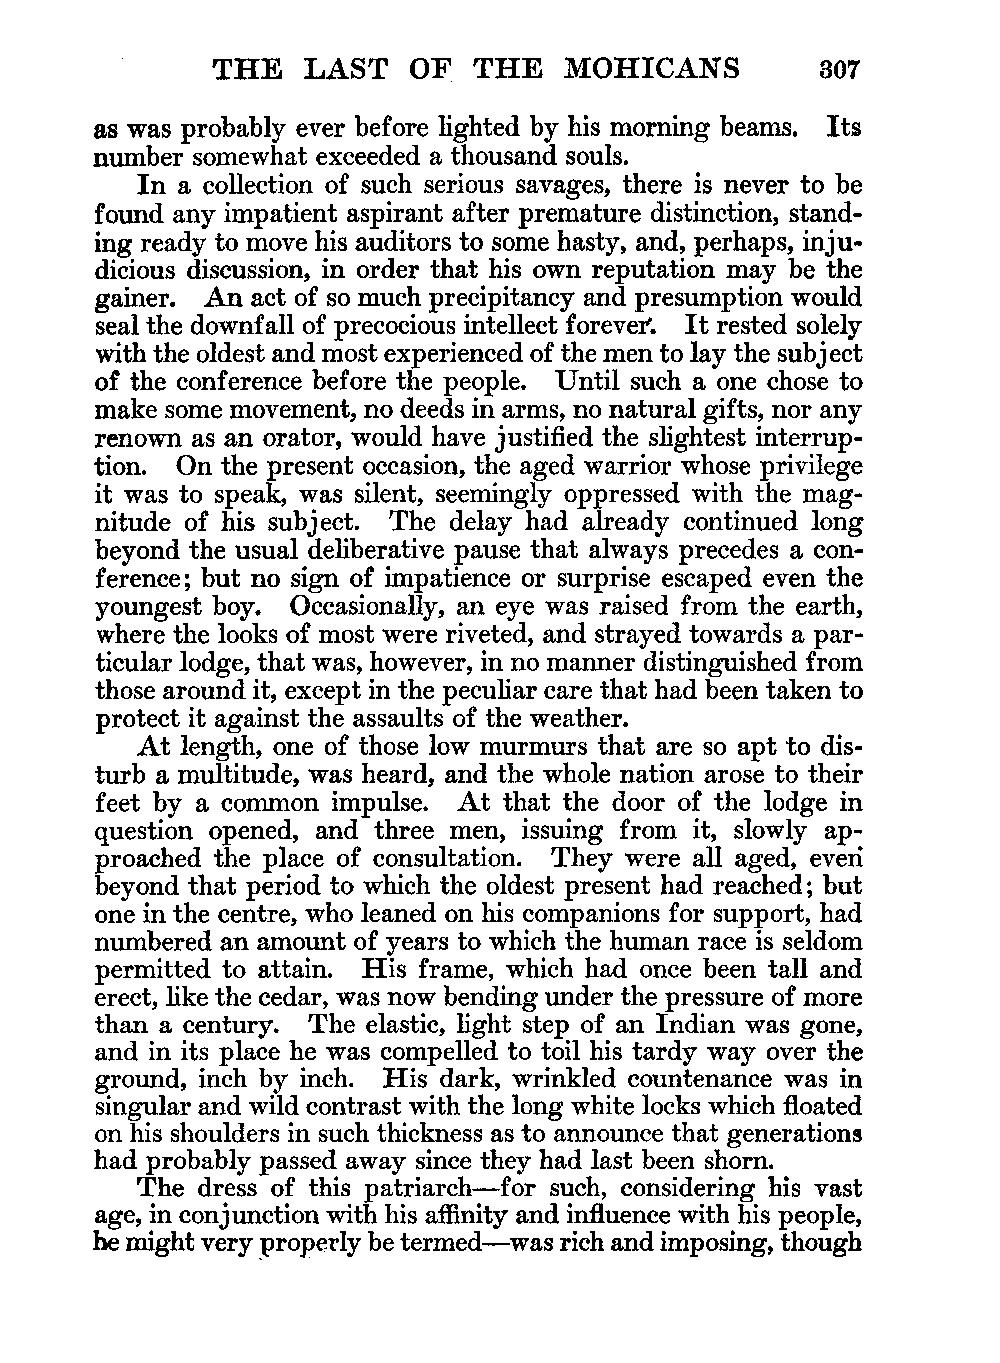 THE LAST OF THE MOHICANS 307
as was probably ever before lighted by his morning beams. Its
number somewhat exceeded a thousand souls.
In a collection of such serious savages, there is never to be
found any impatient aspirant after premature distinction, stand-
ing ready to move his auditors to some hasty, and, perhaps, inju-
dicious discussion, in order that his own reputation may be the
gainer. An act of so much precipitancy and presumption would
seal the downfall of precocious intellect forever. It rested solely
with the oldest and most experienced of the men to lay the subject
of the conference before the people. Until such a one chose to
make some movement, no deeds in arms, no natural gifts, nor any
renown as an orator, would have justified the slightest interrup-
tion. On the present occasion, the aged warrior whose privilege
it was to speak, was silent, seemingly oppressed with the mag-
nitude of his subject. The delay had already continued long
beyond the usual deliberative pause that always precedes a con-
ference; but no sign of impatience or surprise escaped even the
youngest boy. Occasionally, an eye was raised from the earth,
where the looks of most were riveted, and strayed towards a par-
ticular lodge, that was, however, in no manner distinguished from
those around it, except in the peculiar care that had been taken to
protect it against the assaults of the weather.
At length, one of those low murmurs that are so apt to dis-
turb a multitude, was heard, and the whole nation arose to their
feet by a common impulse. At that the door of the lodge in
question opened, and three men, issuing from it, slowly ap-
proached the place of consultation. They were all aged, even
beyond that period to which the oldest present had reached; but
one in the centre, who leaned on his companions for support, had
numbered an amount of years to which the human race is seldom
permitted to attain. His frame, which had once been tall and
erect, like the cedar, was now bending under the pressure of more
than a century. The elastic, light step of an Indian was gone,
and in its place he was compelled to toil his tardy way over the
ground, inch by inch. His dark, wrinkled countenance was in
singular and wild contrast with the long white locks which floated
on his shoulders in such thickness as to announce that generations
had probably passed away since they had last been shorn.
The dress of this patriarch—for such, considering his vast
age, in conjunction with his affinity and influence with his people,
he might very properly be termed—was rich and imposing, though